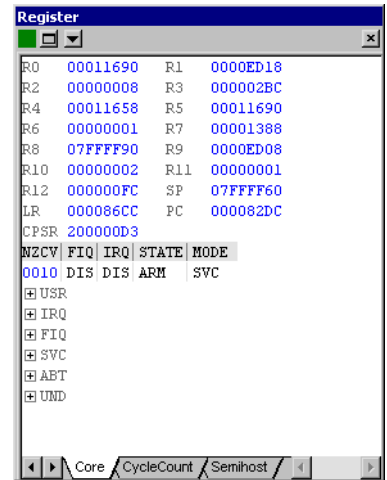 Register
R0 00011690 R1 0000ED18
R2 00000008 R3 000002BC
R4 00011658 R5 00011690
R6 00000001 R7 00001388
R8 07FFFF90 R9 0000ED08
R10 00000002 R11 00000001
R12 000000FC SP 07FFFF60
LR 000086CC PC 000082DC
CPSR 200000D3
NZCV FIQ IRQ STATE MODE
0010 DIS DIS ARM SVC
USR
IRQ
FIQ
SVC
ABT
UND
Core CycleCount Semihost